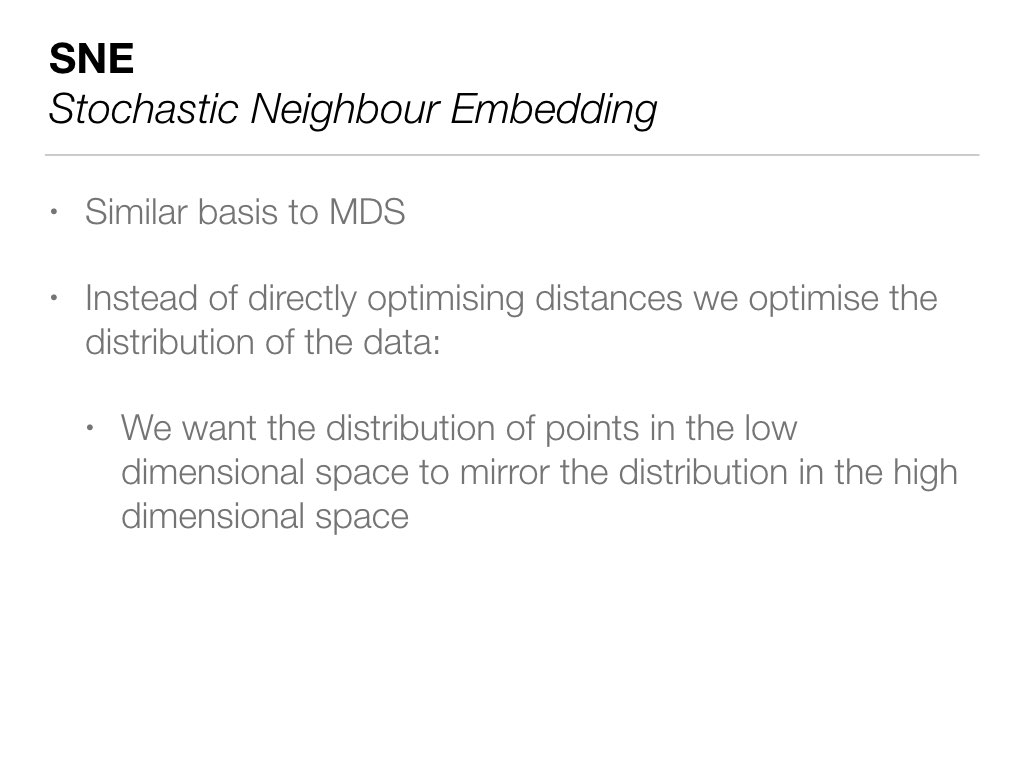 SNE
Stochastic Neighbour Embedding
• Similar basis to MDS
• Instead of directly optimising distances we optimise the
distribution of the data:
• We want the distribution of points in the low
dimensional space to mirror the distribution in the high
dimensional space